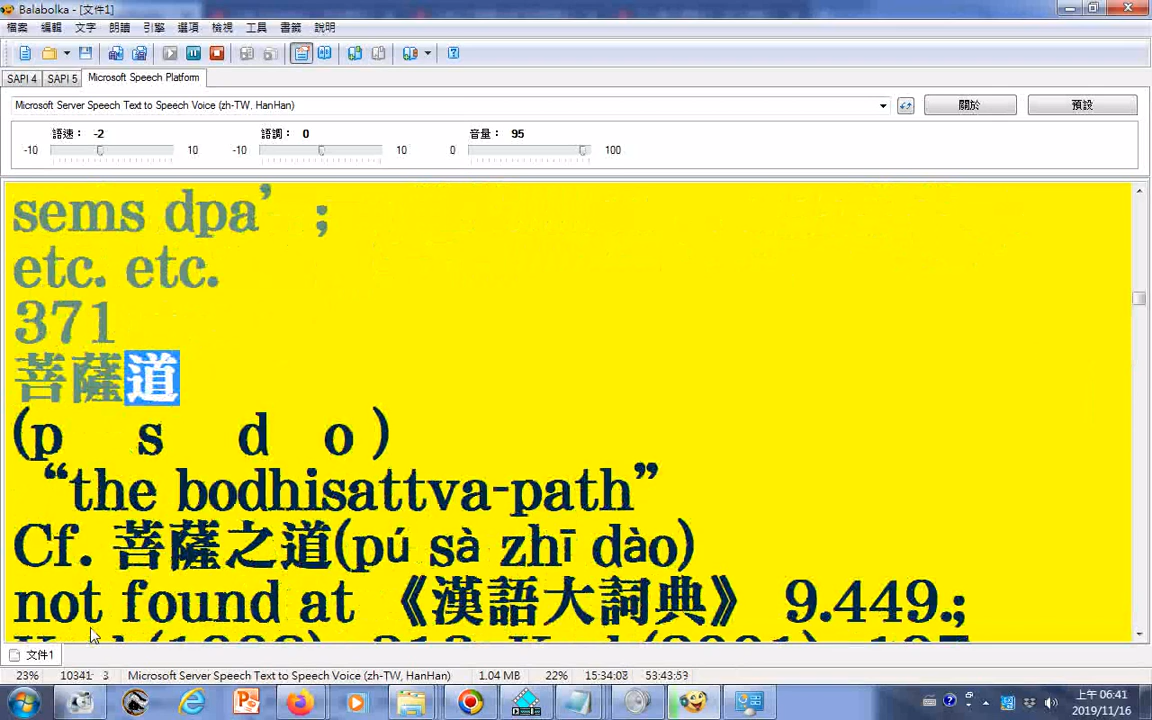 Balabolka - [文件1]
檔案 編輯 文字 朗讀 引擎 選項 檢視 工具 書籤 說明
SAPI 4 SAPI 5 Microsoft Speech Platform
Microsoft Server Speech Text to Speech Voice (zh-TW, HanHan) 關於 預設
語速： -2 語調： 0 音量： 95
-10 10 -10 10 0 100
sems dpa’；
etc. etc.
371
菩薩道
(p s d o )
“the bodhisattva-path”
Cf. 菩薩之道(pú sà zhī dào)
not found at 《漢語大詞典》 9.449.;
文件1
23% 10341: 3 Microsoft Server Speech Text to Speech Voice (zh-TW, HanHan) 1.04 MB 22% 15:34:08 53:43:59
上午 06:41
2019/11/16